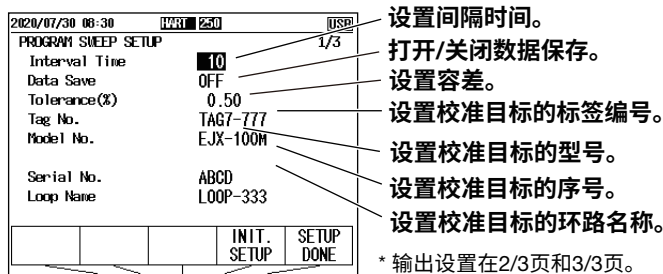 2020/07/30 08:30 HART 250 USB
PROGRAM SWEEP SETUP 1/3
Interval Time 10
Data Save OFF
Tolerance(%) 0.50
Tag No. TAG7-777
Model No. EJX-100M
Serial No. ABCD
Loop Name LOOP-333
INIT. SETUP
SETUP DONE
设置间隔时间。
打开/关闭数据保存。
设置容差。
设置校准目标的标签编号。
设置校准目标的型号。
设置校准目标的序号。
设置校准目标的环路名称。
* 输出设置在2/3页和3/3页。